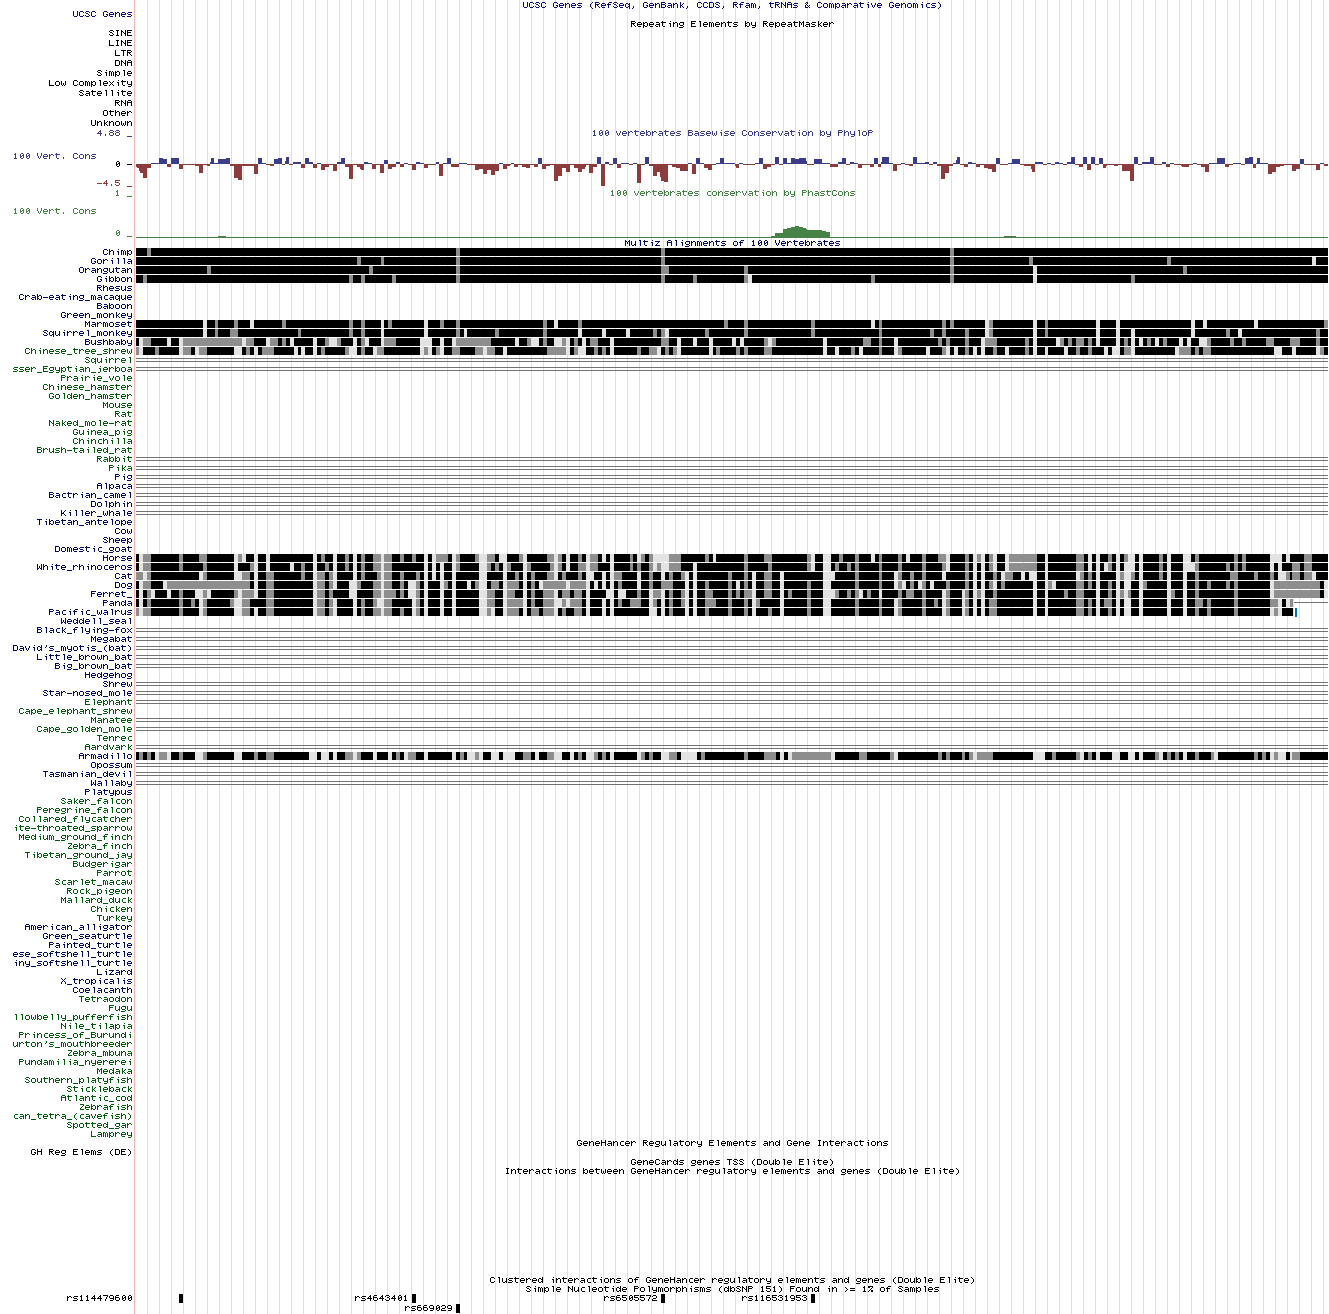 UCSC Genes (RefSeq, GenBank, CCDS, Rfam, tRNAs & Comparative Genomics)
UCSC Genes
Repeating Elements by RepeatMasker
SINE
LINE
LTR
DNA
Simple
Low Complexity
Satellite
RNA
Other
Unknown
4.88 _
100 vertebrates Basewise Conservation by PhyloP
100 Vert. Cons
0 _
-4.5 _
1 _
100 vertebrates conservation by PhastCons
100 Vert. Cons
0 _
Multiz Alignments of 100 Vertebrates
Chimp
Gorilla
Orangutan
Gibbon
Rhesus
Crab-eating_macaque
Baboon
Green_monkey
Marmoset
Squirrel_monkey
Bushbaby
Chinese_tree_shrew
Squirrel
sser_Egyptian_jerboa
Prairie_vole
Chinese_hamster
Golden_hamster
Mouse
Rat
Naked_mole-rat
Guinea_pig
Chinchilla
Brush-tailed_rat
Rabbit
Pika
Pig
Alpaca
Bactrian_camel
Dolphin
Killer_whale
Tibetan_antelope
Cow
Sheep
Domestic_goat
Horse
White_rhinoceros
Cat
Dog
Ferret_
Panda
Pacific_walrus
Weddell_seal
Black_flying-fox
Megabat
David's_myotis_(bat)
Little_brown_bat
Big_brown_bat
Hedgehog
Shrew
Star-nosed_mole
Elephant
Cape_elephant_shrew
Manatee
Cape_golden_mole
Tenrec
Aardvark
Armadillo
Opossum
Tasmanian_devil
Wallaby
Platypus
Saker_falcon
Peregrine_falcon
Collared_flycatcher
ite-throated_sparrow
Medium_ground_finch
Zebra_finch
Tibetan_ground_jay
Budgerigar
Parrot
Scarlet_macaw
Rock_pigeon
Mallard_duck
Chicken
Turkey
American_alligator
Green_seaturtle
Painted_turtle
ese_softshell_turtle
iny_softshell_turtle
Lizard
X_tropicalis
Coelacanth
Tetraodon
Fugu
llowbelly_pufferfish
Nile_tilapia
Princess_of_Burundi
urton's_mouthbreeder
Zebra_mbuna
Pundamilia_nyererei
Medaka
Southern_platyfish
Stickleback
Atlantic_cod
Zebrafish
can_tetra_(cavefish)
Spotted_gar
Lamprey
GeneHancer Regulatory Elements and Gene Interactions
GH Reg Elems (DE)
GeneCards genes TSS (Double Elite)
Interactions between GeneHancer regulatory elements and genes (Double Elite)
Clustered interactions of GeneHancer regulatory elements and genes (Double Elite)
Simple Nucleotide Polymorphisms (dbSNP 151) Found in >= 1% of Samples
rs114479600 rs4643401 rs6505572 rs116531953
rs669029